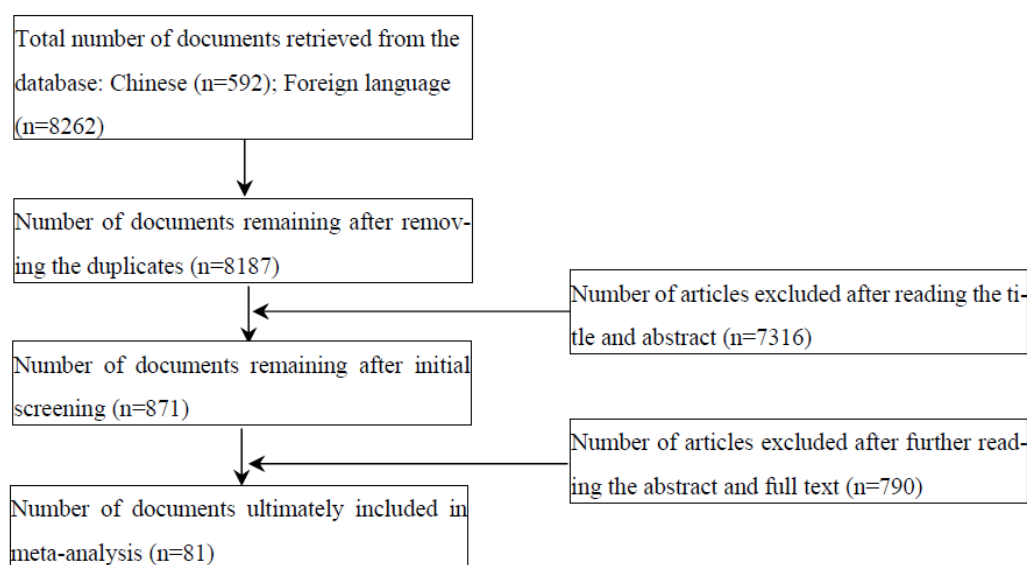 Total number of documents retrieved from the
database: Chinese (n=592); Foreign language
(n=8262)
Number of documents remaining after remov-
ing the duplicates (n=8187)
Number of articles excluded after reading the ti-
tle and abstract (n=7316)
Number of documents remaining after initial
screening (n=871)
Number of articles excluded after further read-
ing the abstract and full text (n=790)
Number of documents ultimately included in
meta-analysis (n=81)